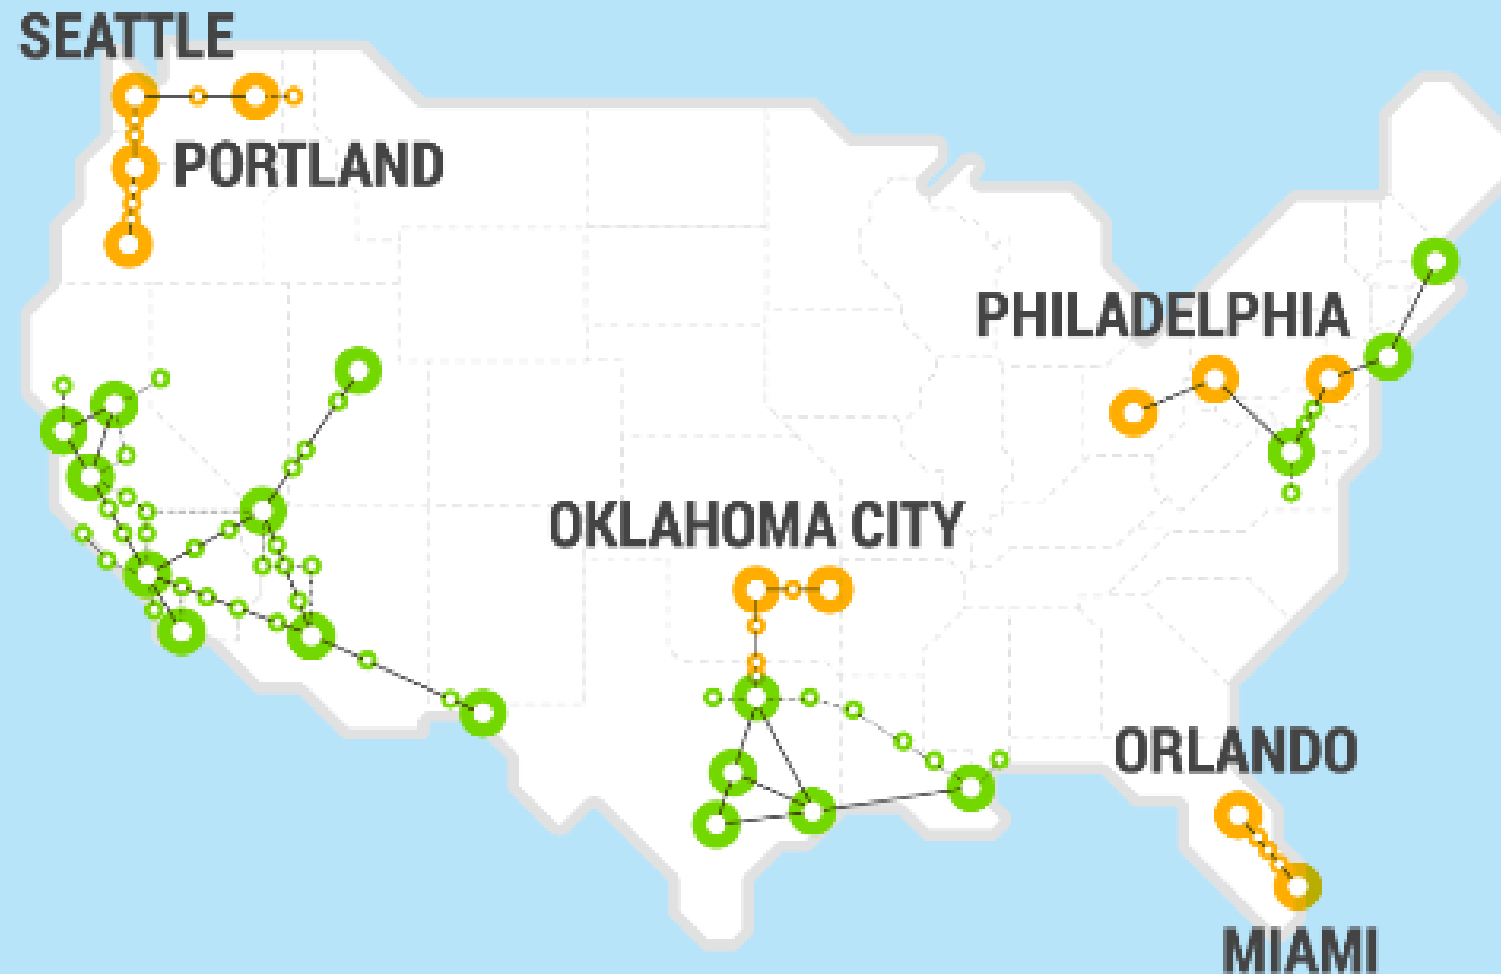 SEATTLE
PORTLAND
PHILADELPHIA
OKLAHOMA CITY
ORLANDO
MIAMI